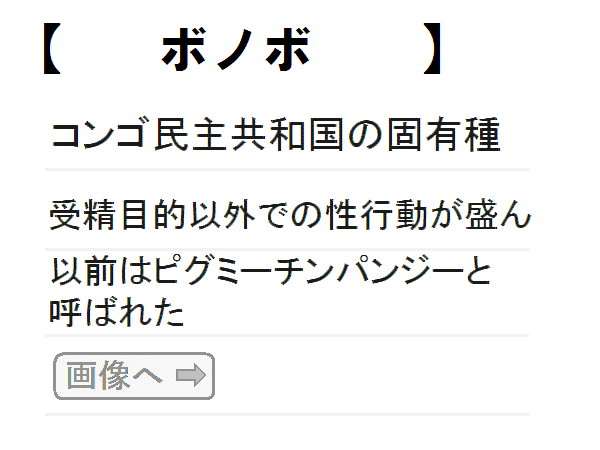 【 ボノボ 】
コンゴ民主共和国の固有種
受精目的以外での性行動が盛ん
以前はピグミーチンパンジーと
呼ばれた
画像へ ⇨